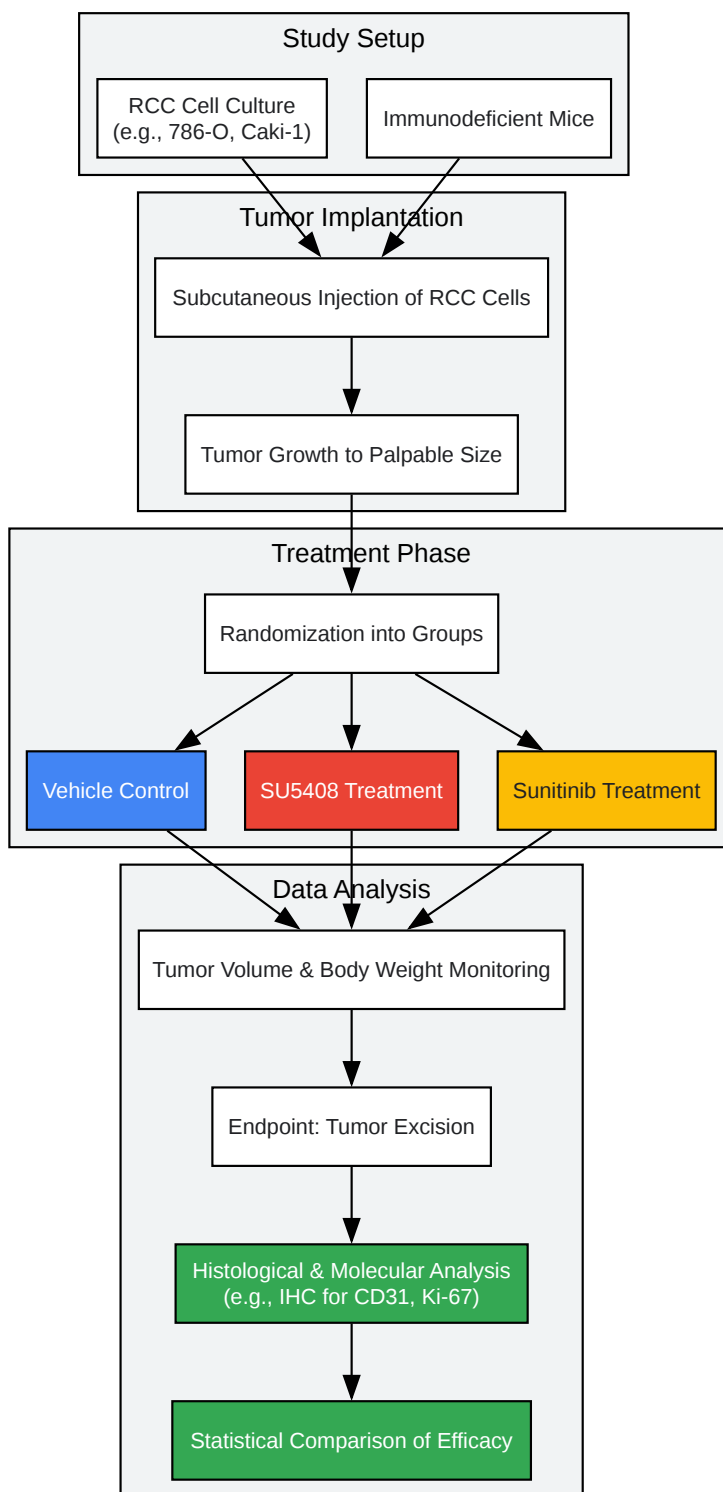 Study Setup
RCC Cell Culture
(e.g., 786-O, Caki-1)
Immunodeficient Mice
Tumor Implantation
Subcutaneous Injection of RCC Cells
Tumor Growth to Palpable Size
Treatment Phase
Randomization into Groups
Vehicle Control
SU5408 Treatment
Sunitinib Treatment
Data Analysis
Tumor Volume & Body Weight Monitoring
Endpoint: Tumor Excision
Histological & Molecular Analysis
(e.g., IHC for CD31, Ki-67)
Statistical Comparison of Efficacy